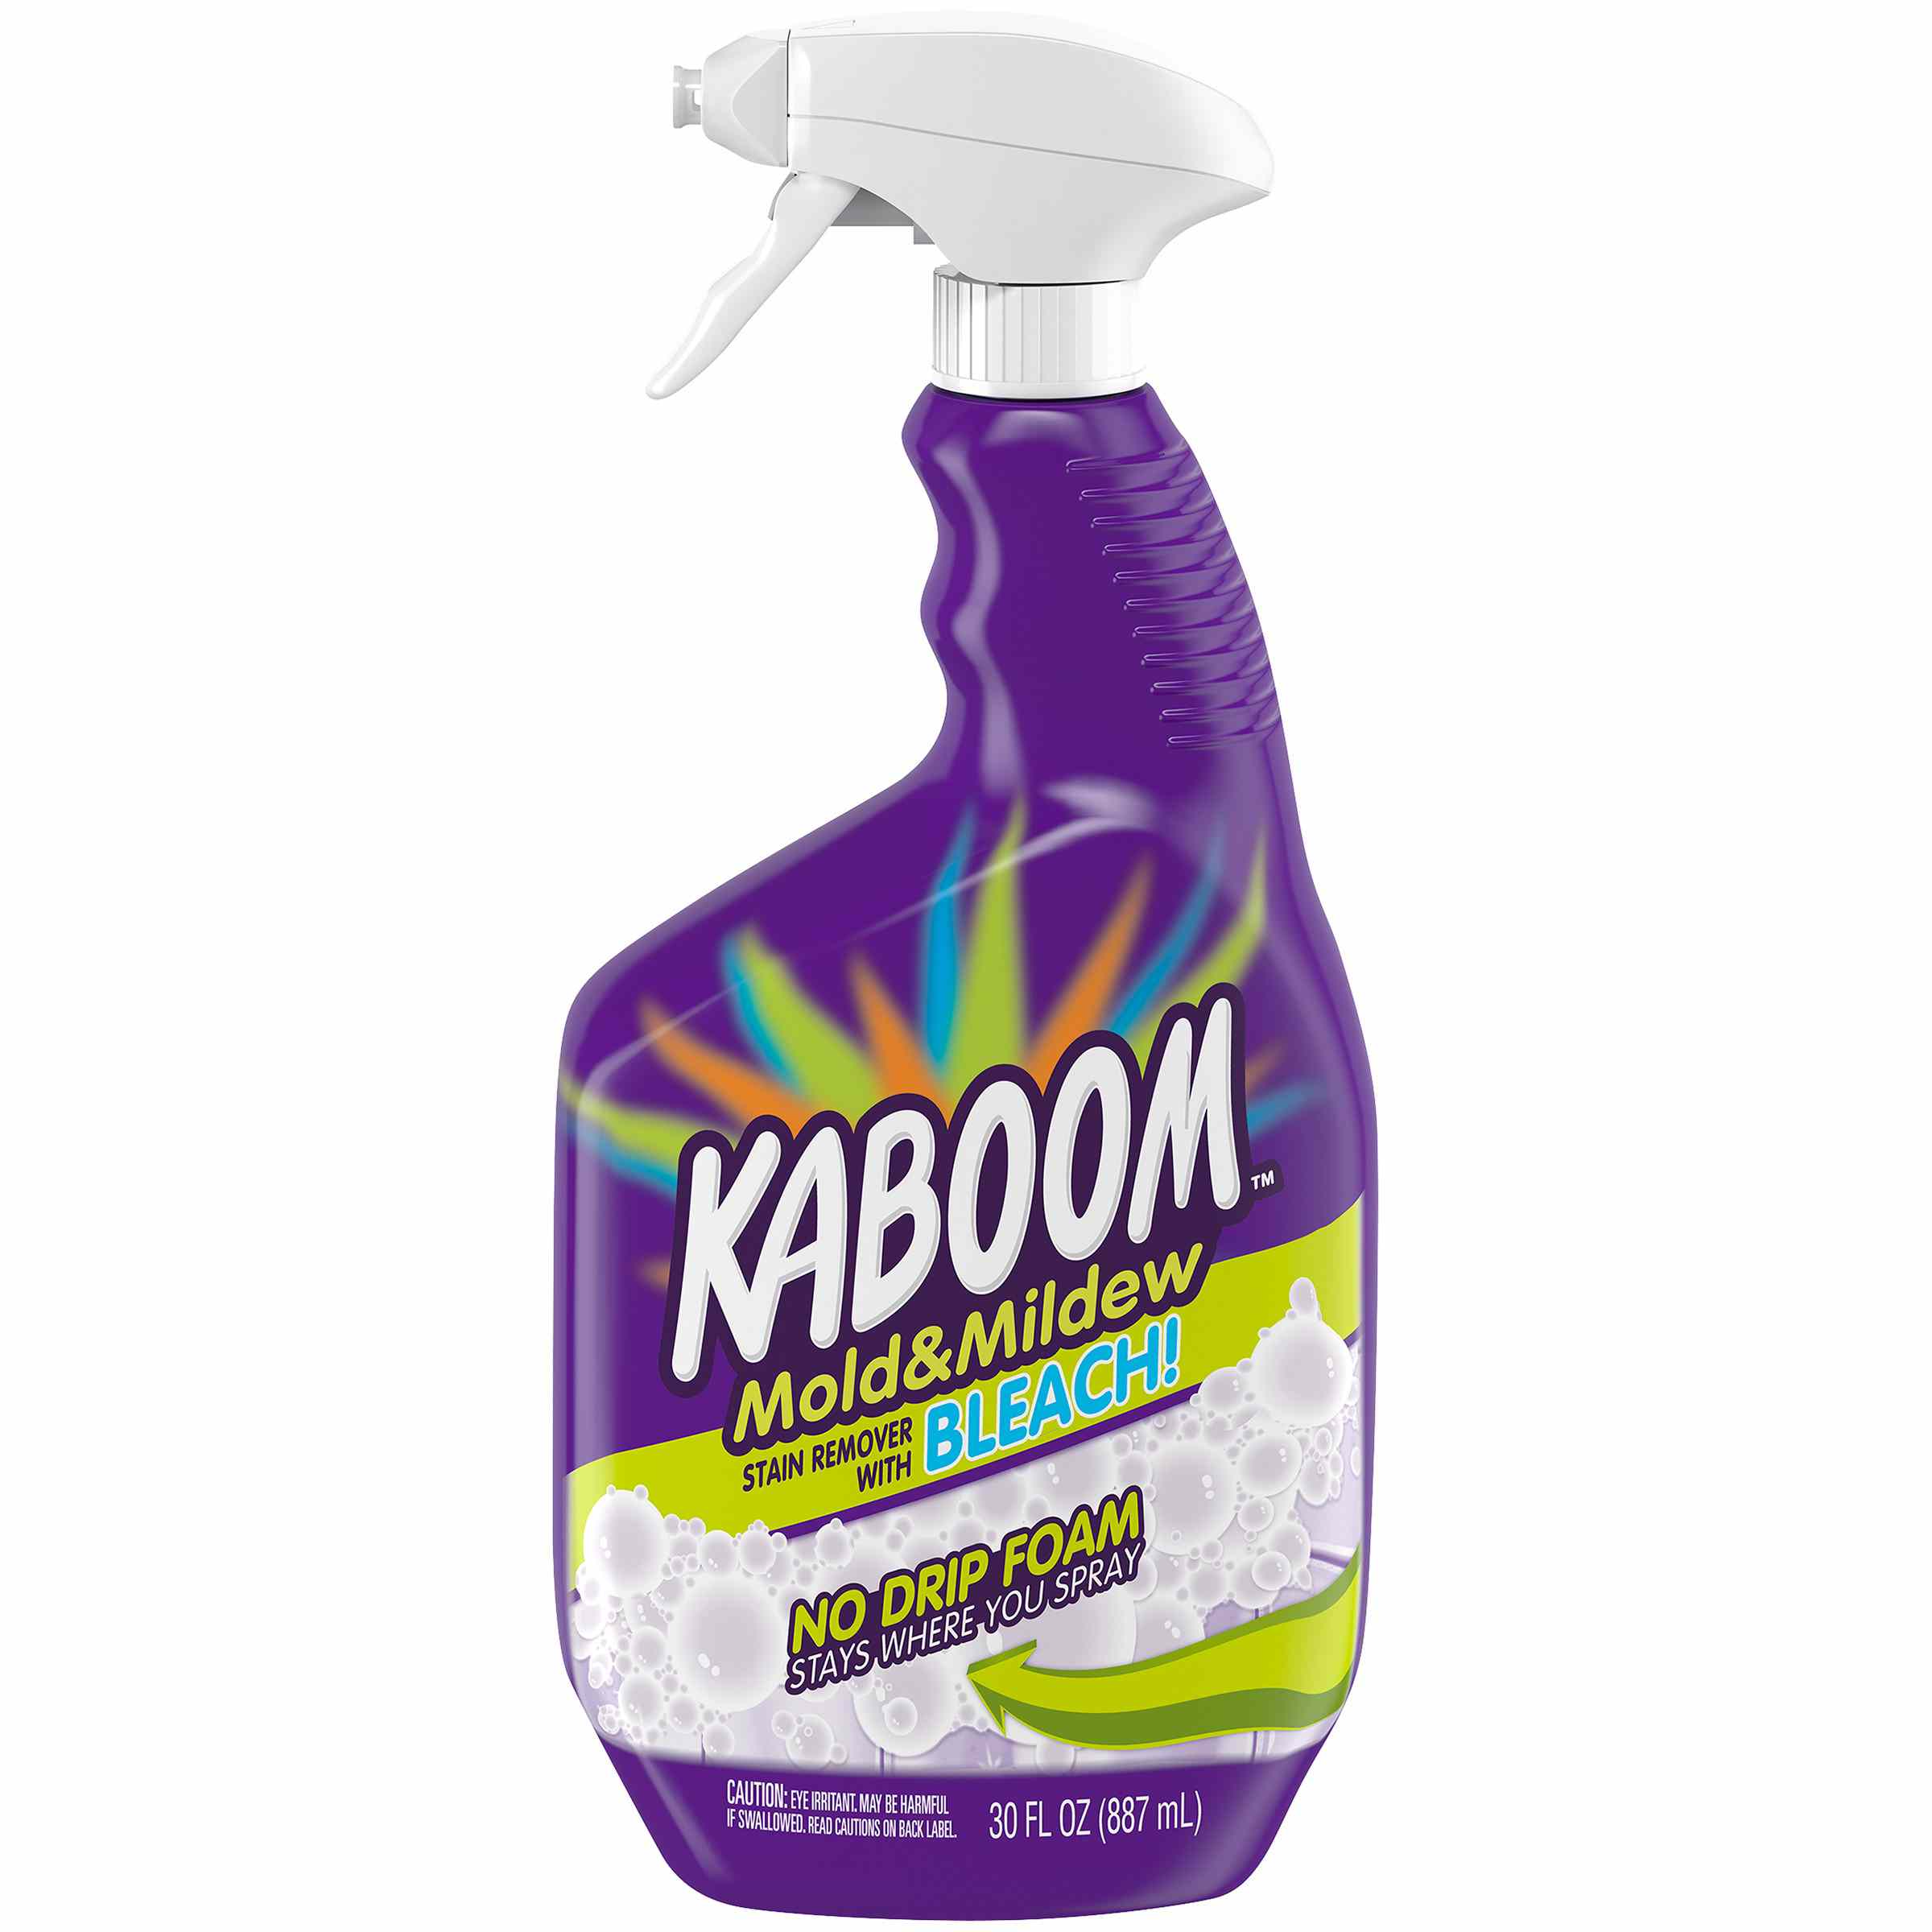 KABOOM™
Mold&Mildew
STAIN REMOVER
WITH BLEACH!
NO DRIP FOAM
STAYS WHERE YOU SPRAY
CAUTION: EYE IRRITANT. MAY BE HARMFUL
IF SWALLOWED. READ CAUTIONS ON BACK LABEL.
30 FL OZ (887 mL)